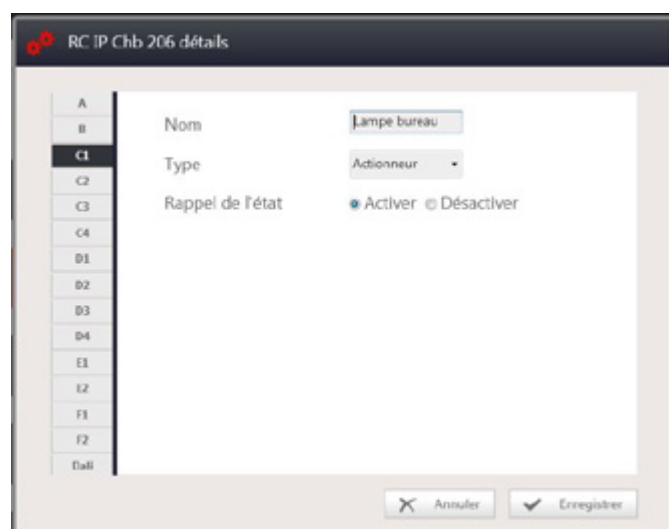 RC IP Chb 206 détails
A
B
C1
C2
C3
C4
D1
D2
D3
D4
E1
E2
F1
F2
Dali
Nom Lampe bureau
Type Actionneur
Rappel de l'état Activer Désactiver
Annuler Enregistrer